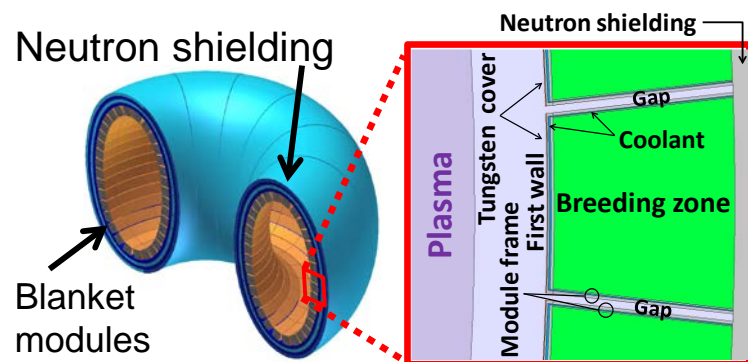 Neutron shielding
Blanket
modules
Neutron shielding
Plasma
Tungsten cover
Module frame
First wall
Gap
Coolant
Breeding zone
Gap